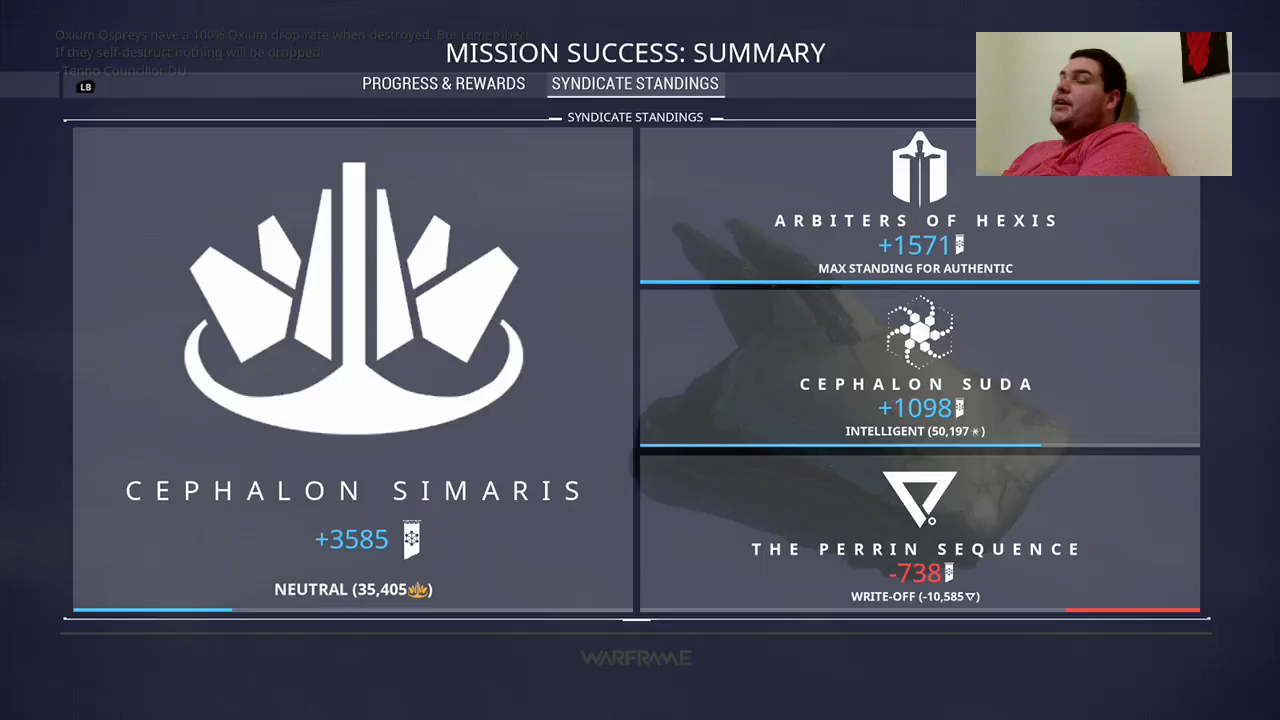 Oxium Ospreys have a 100% Oxium drop rate when destroyed. But remember!
If they self-destruct nothing will be dropped.
- Tenno Councillor DU
MISSION SUCCESS: SUMMARY
LB
PROGRESS & REWARDS
SYNDICATE STANDINGS
SYNDICATE STANDINGS
CEPHALON SIMARIS
+3585
NEUTRAL (35,405)
ARBITERS OF HEXIS
+1571
MAX STANDING FOR AUTHENTIC
CEPHALON SUDA
+1098
INTELLIGENT (50,197)
THE PERRIN SEQUENCE
-738
WRITE-OFF (-10,585)
WARFRAME